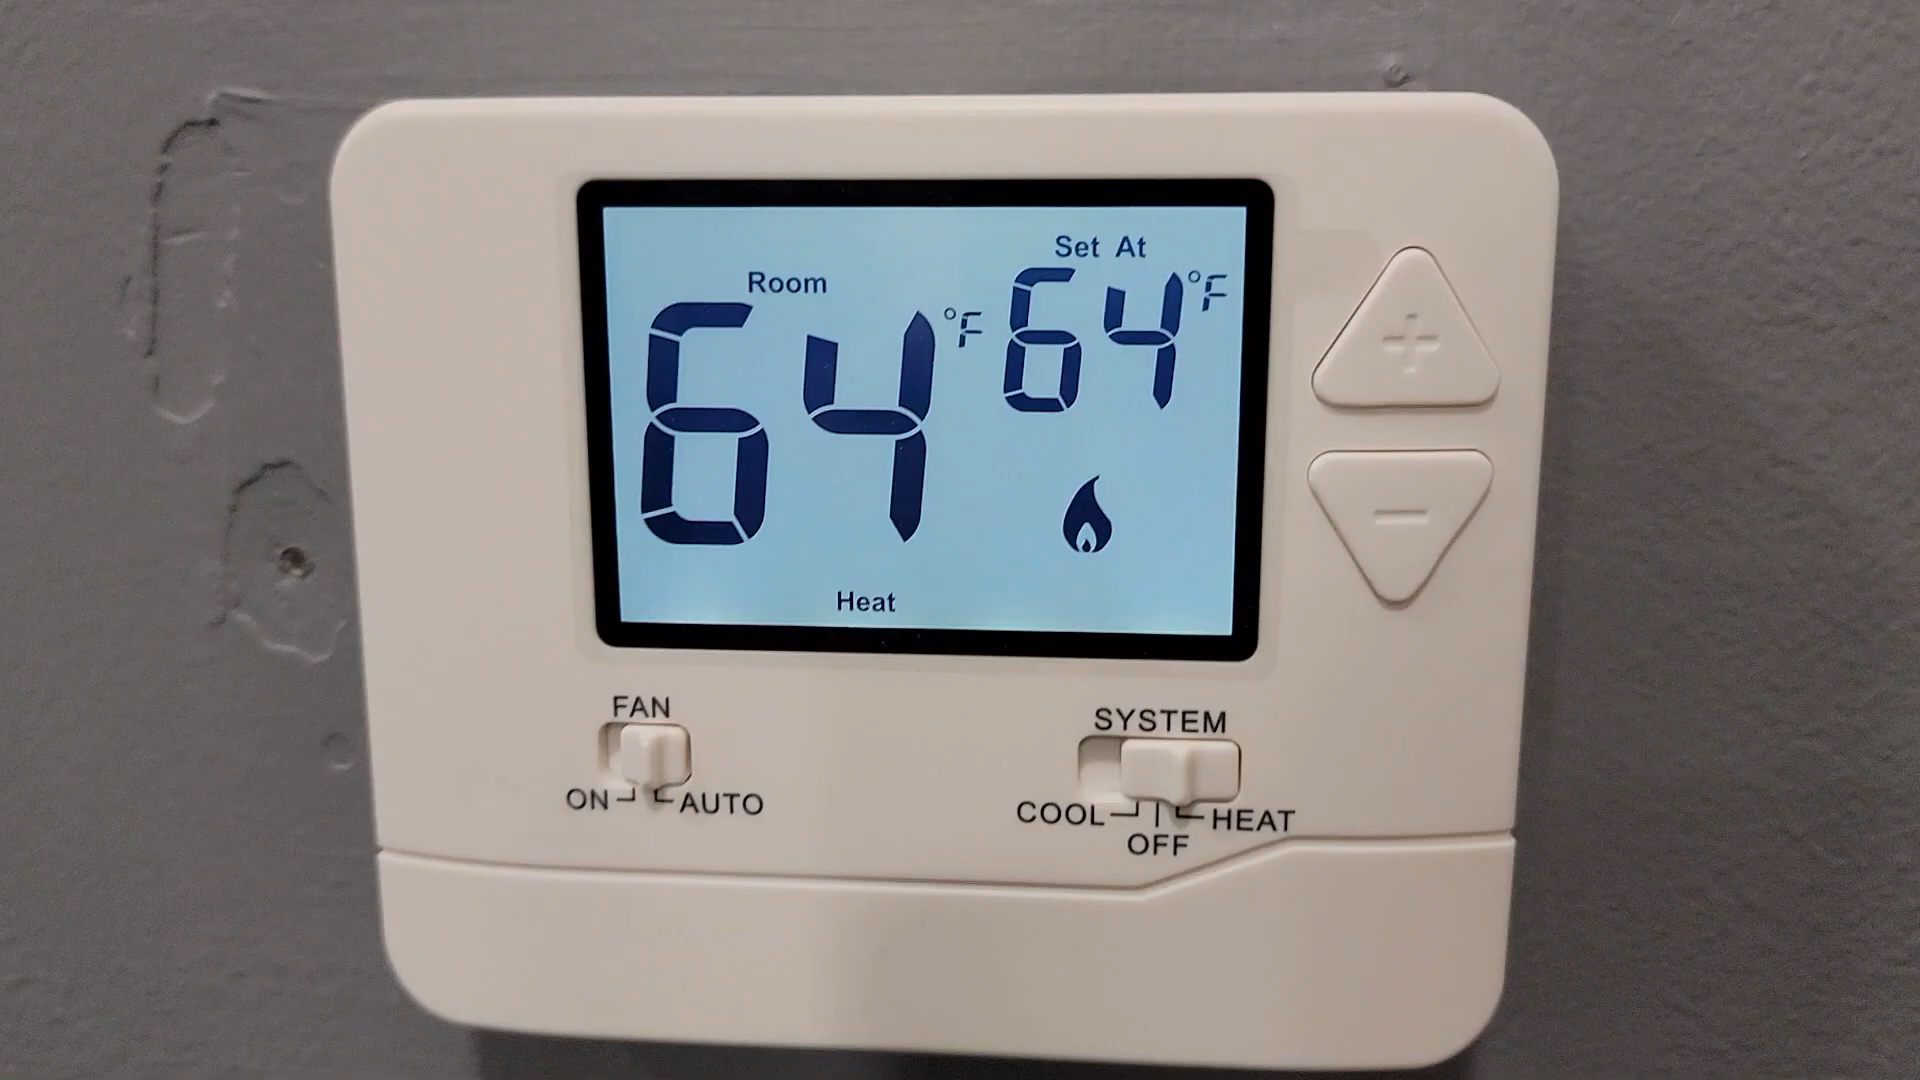 Set At
Room
64 °F
64 °F
Heat
FAN
ON AUTO
SYSTEM
COOL HEAT
OFF
+
-